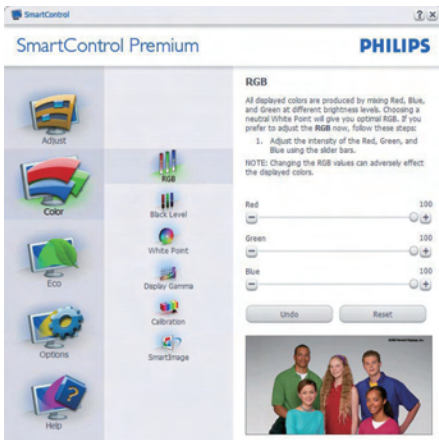 SmartControl
SmartControl Premium
PHILIPS
Adjust
Color
Eco
Options
Help
RGB
Black Level
White Point
Display Gamma
Calibration
SmartImage
RGB
All displayed colors are produced by mixing Red, Blue,
and Green at different brightness levels. Choosing a
neutral White Point will give you optimal RGB. If you
prefer to adjust the RGB now, follow these steps:
1. Adjust the intensity of the Red, Green, and
Blue using the slider bars.
NOTE: Changing the RGB values can adversely effect
the displayed colors.
Red 100
Green 100
Blue 100
Undo Reset